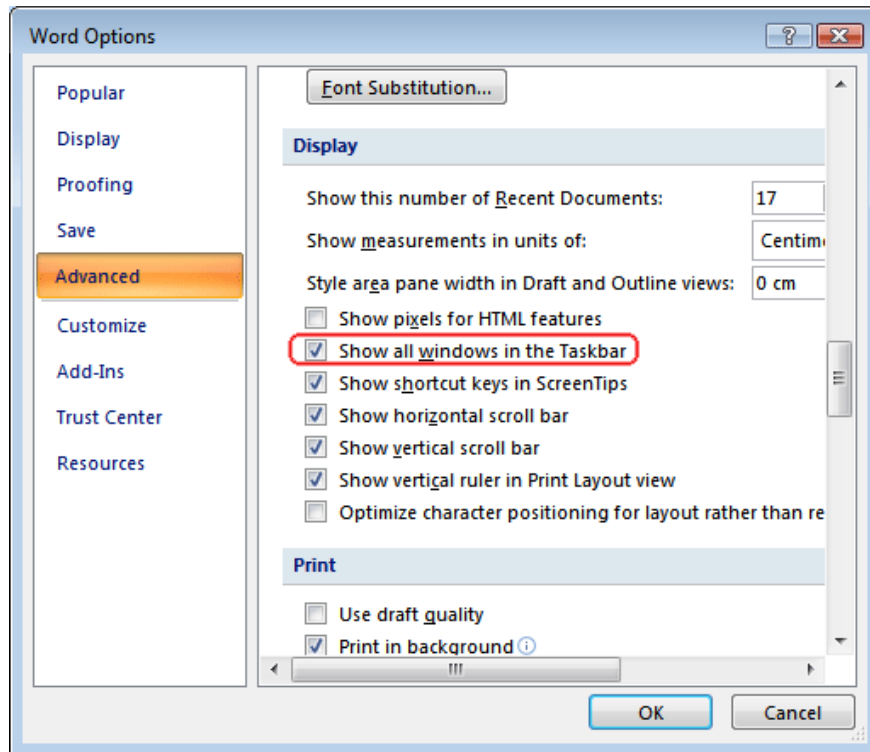 Word Options
Popular
Display
Proofing
Save
Advanced
Customize
Add-Ins
Trust Center
Resources
Font Substitution...
Display
Show this number of Recent Documents: 17
Show measurements in units of: Centim
Style area pane width in Draft and Outline views: 0 cm
Show pixels for HTML features
Show all windows in the Taskbar
Show shortcut keys in ScreenTips
Show horizontal scroll bar
Show vertical scroll bar
Show vertical ruler in Print Layout view
Optimize character positioning for layout rather than re
Print
Use draft quality
Print in background
OK Cancel